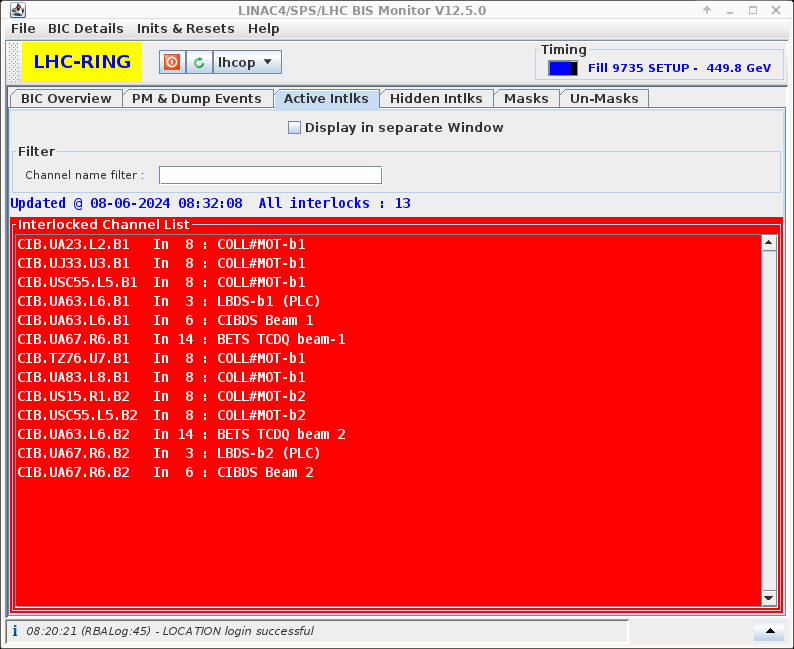 LINAC4/SPS/LHC BIS Monitor V12.5.0
File BIC Details Inits & Resets Help
LHC-RING
lhcop
Timing
Fill 9735 SETUP - 449.8 GeV
BIC Overview PM & Dump Events Active Intlks Hidden Intlks Masks Un-Masks
Display in separate Window
Filter
Channel name filter :
Updated @ 08-06-2024 08:32:08 All interlocks : 13
Interlocked Channel List
CIB.UA23.L2.B1 In 8 : COLL#MOT-b1
CIB.UJ33.U3.B1 In 8 : COLL#MOT-b1
CIB.USC55.L5.B1 In 8 : COLL#MOT-b1
CIB.UA63.L6.B1 In 3 : LBDS-b1 (PLC)
CIB.UA63.L6.B1 In 6 : CIBDS Beam 1
CIB.UA67.R6.B1 In 14 : BETS TCDQ beam-1
CIB.TZ76.U7.B1 In 8 : COLL#MOT-b1
CIB.UA83.L8.B1 In 8 : COLL#MOT-b1
CIB.US15.R1.B2 In 8 : COLL#MOT-b2
CIB.USC55.L5.B2 In 8 : COLL#MOT-b2
CIB.UA63.L6.B2 In 14 : BETS TCDQ beam 2
CIB.UA67.R6.B2 In 3 : LBDS-b2 (PLC)
CIB.UA67.R6.B2 In 6 : CIBDS Beam 2
08:20:21 (RBALog:45) - LOCATION login successful